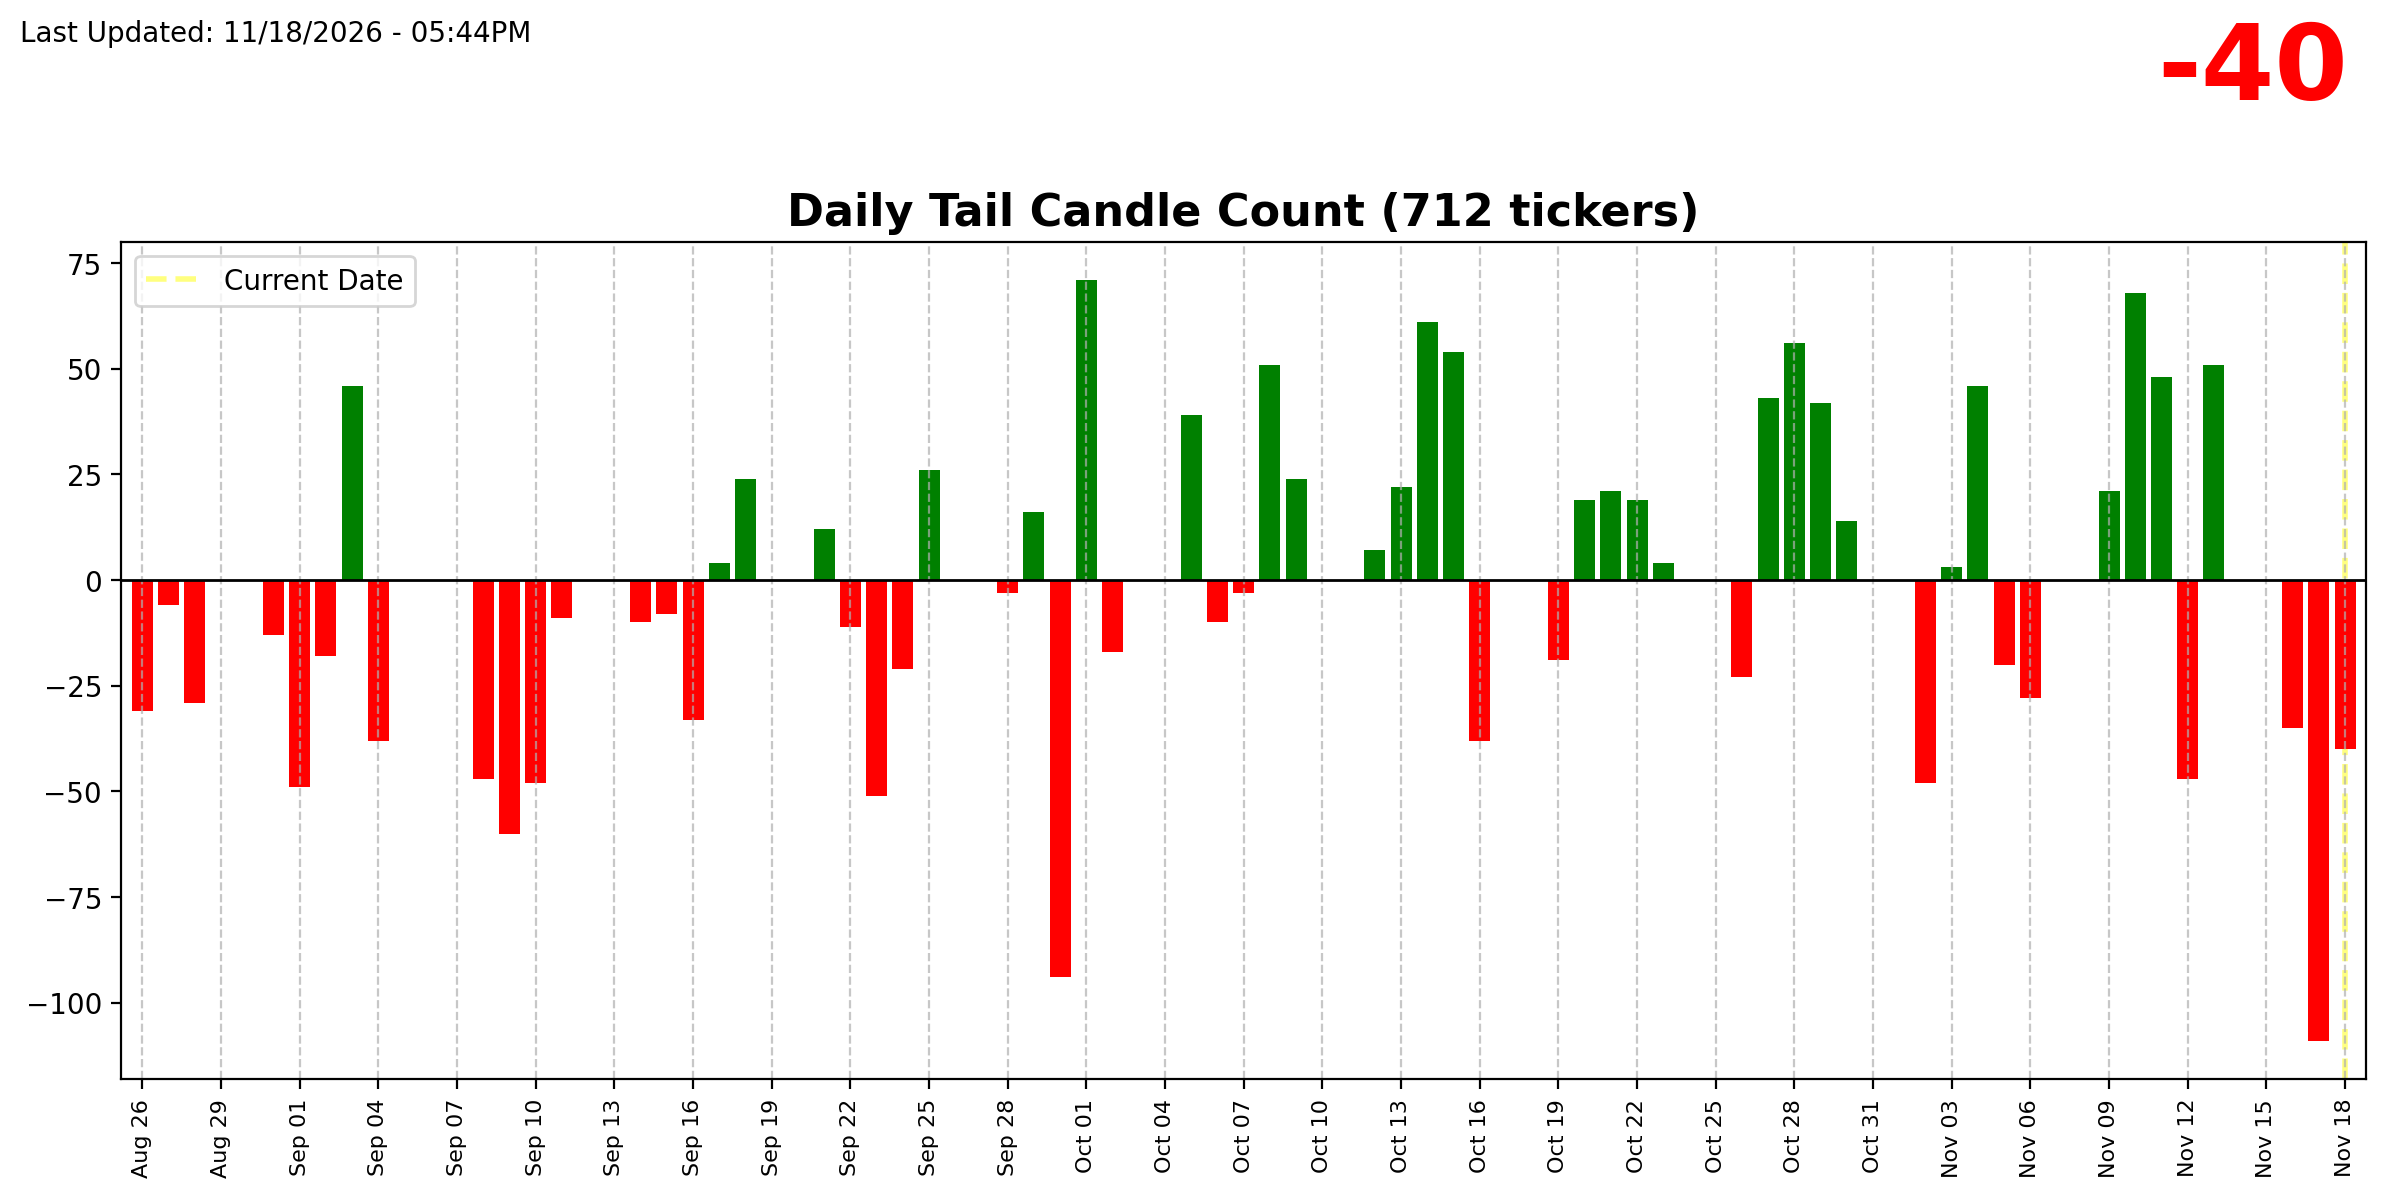 Last Updated: 11/18/2026 - 05:44PM
-40
Daily Tail Candle Count (712 tickers)
Current Date
75
50
25
0
−25
−50
−75
−100
Aug 26
Aug 29
Sep 01
Sep 04
Sep 07
Sep 10
Sep 13
Sep 16
Sep 19
Sep 22
Sep 25
Sep 28
Oct 01
Oct 04
Oct 07
Oct 10
Oct 13
Oct 16
Oct 19
Oct 22
Oct 25
Oct 28
Oct 31
Nov 03
Nov 06
Nov 09
Nov 12
Nov 15
Nov 18